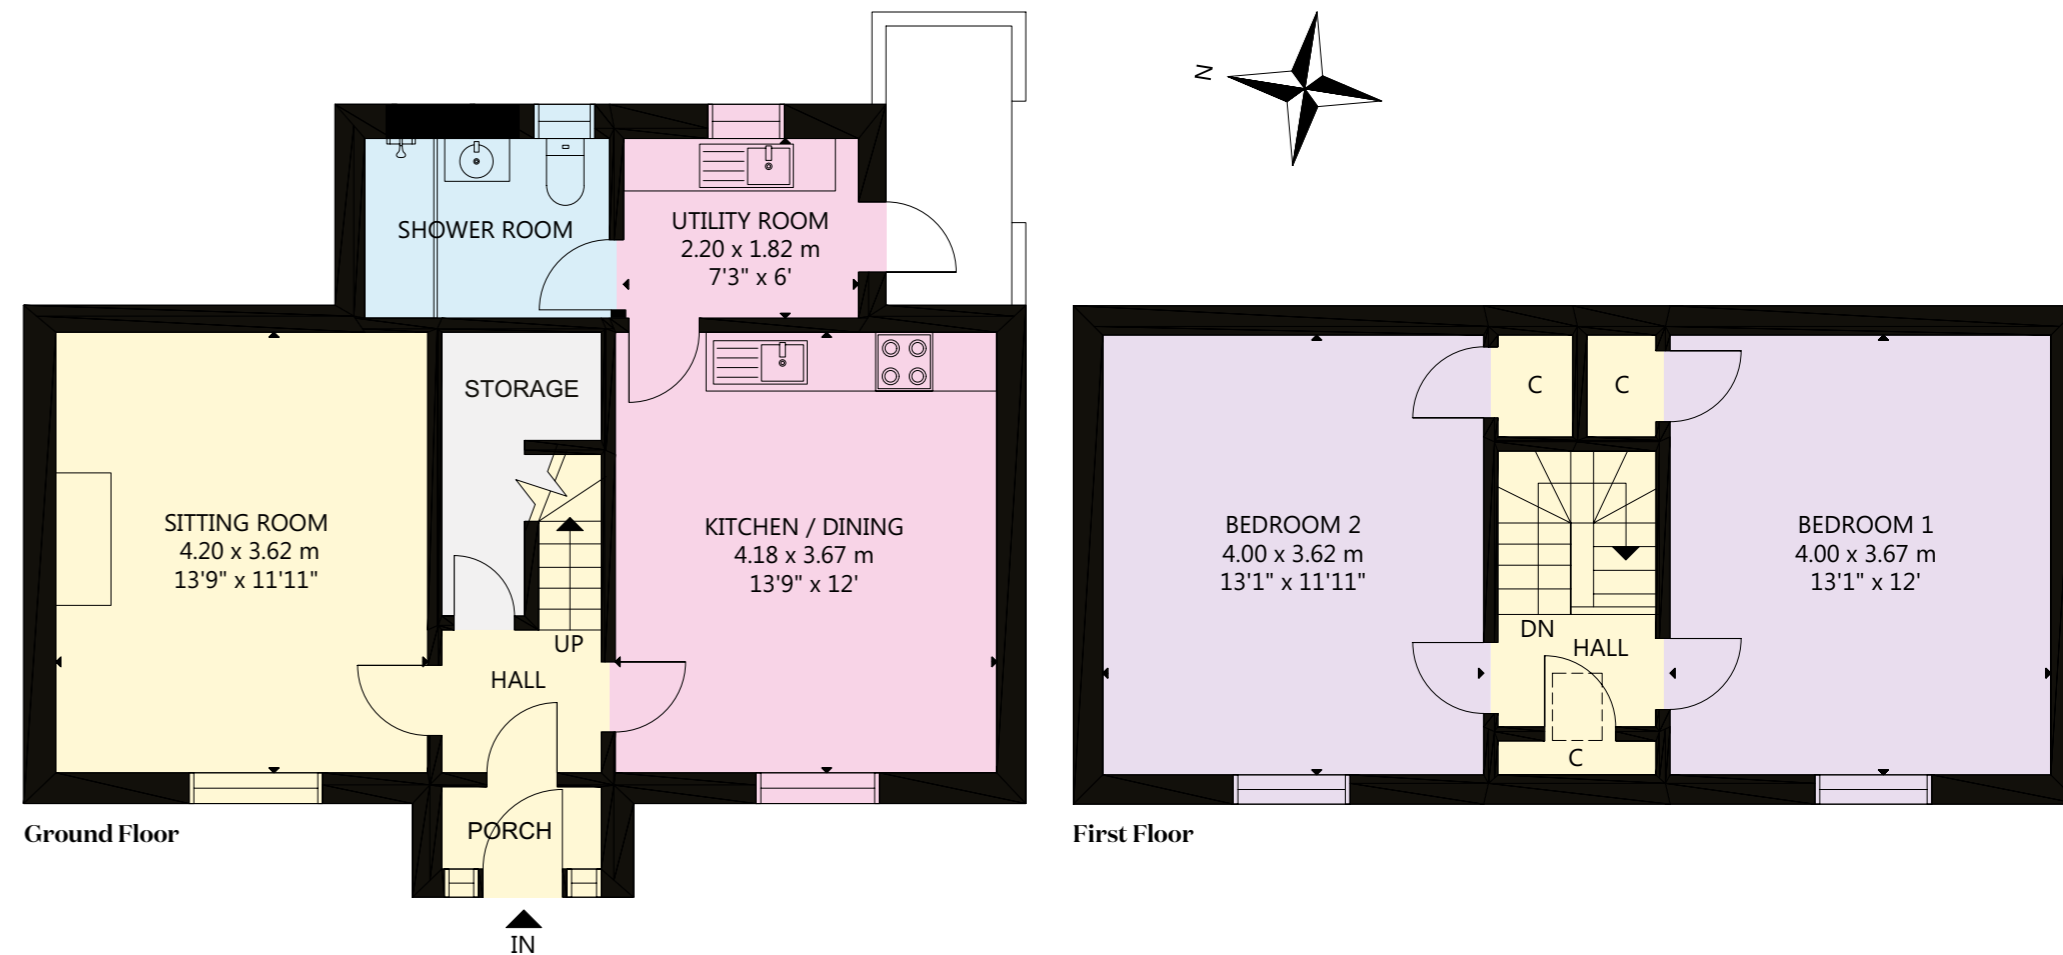 N
SHOWER ROOM
UTILITY ROOM
2.20 x 1.82 m
7'3" x 6'
STORAGE
SITTING ROOM
4.20 x 3.62 m
13'9" x 11'11"
KITCHEN / DINING
4.18 x 3.67 m
13'9" x 12'
UP
HALL
PORCH
IN
Ground Floor
C
C
BEDROOM 2
4.00 x 3.62 m
13'1" x 11'11"
BEDROOM 1
4.00 x 3.67 m
13'1" x 12'
DN
HALL
C
First Floor